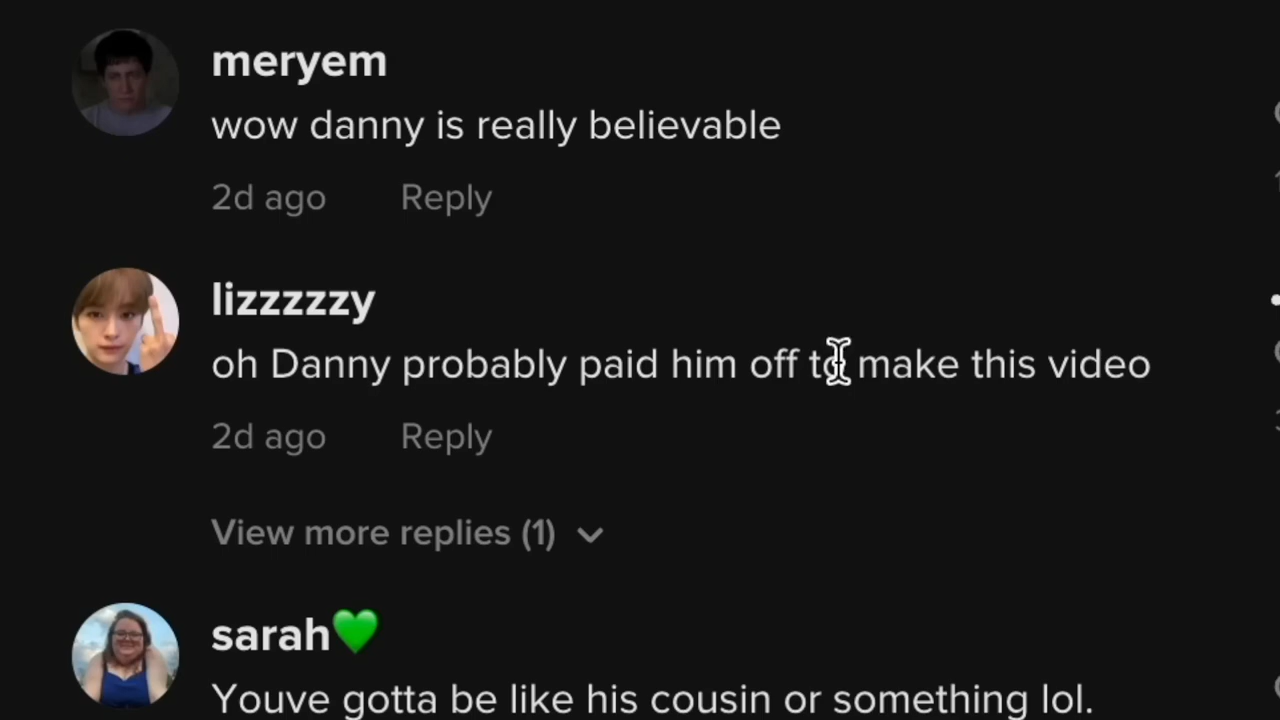 meryem
wow danny is really believable
2d ago Reply
lizzzzzy
oh Danny probably paid him off to make this video
2d ago Reply
View more replies (1)
sarah💚
Youve gotta be like his cousin or something lol.